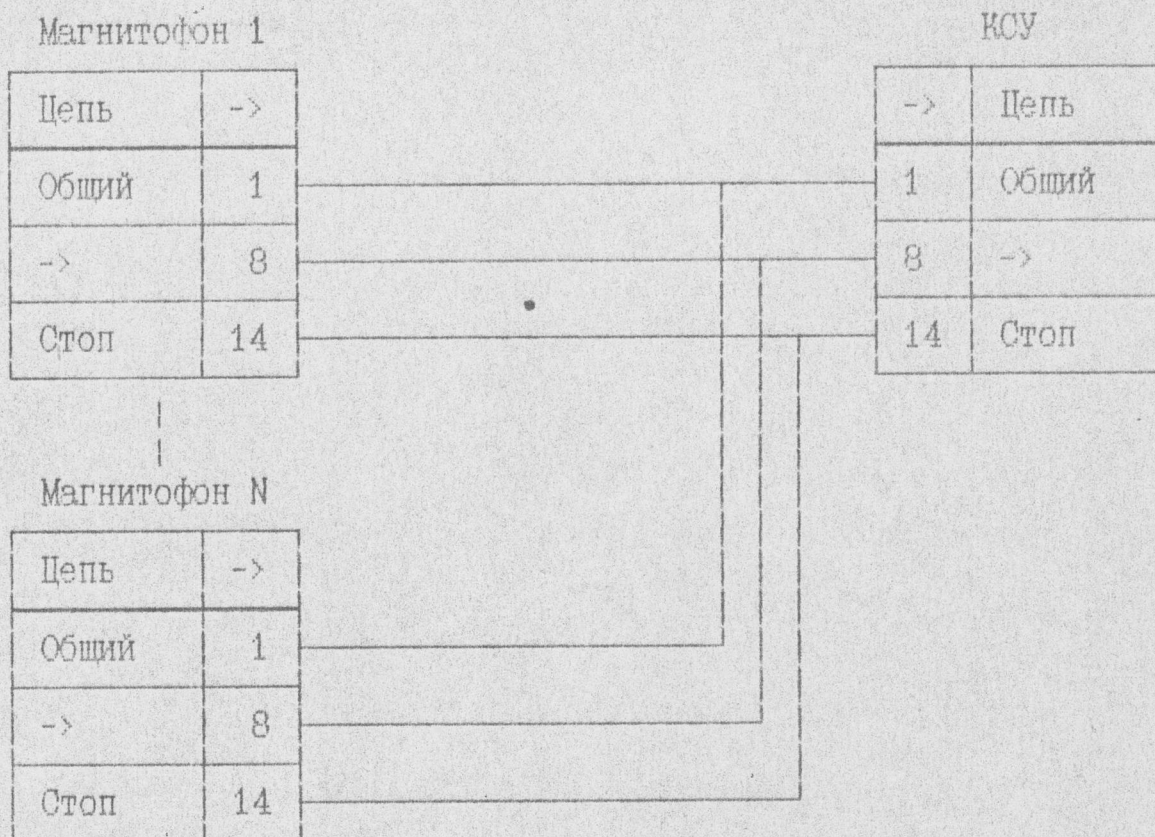 Магнитофон 1
Цепь ->
Общий 1
-> 8
Стоп 14
КСУ
-> Цепь
1 Общий
8 ->
14 Стоп
Магнитофон N
Цепь ->
Общий 1
-> 8
Стоп 14